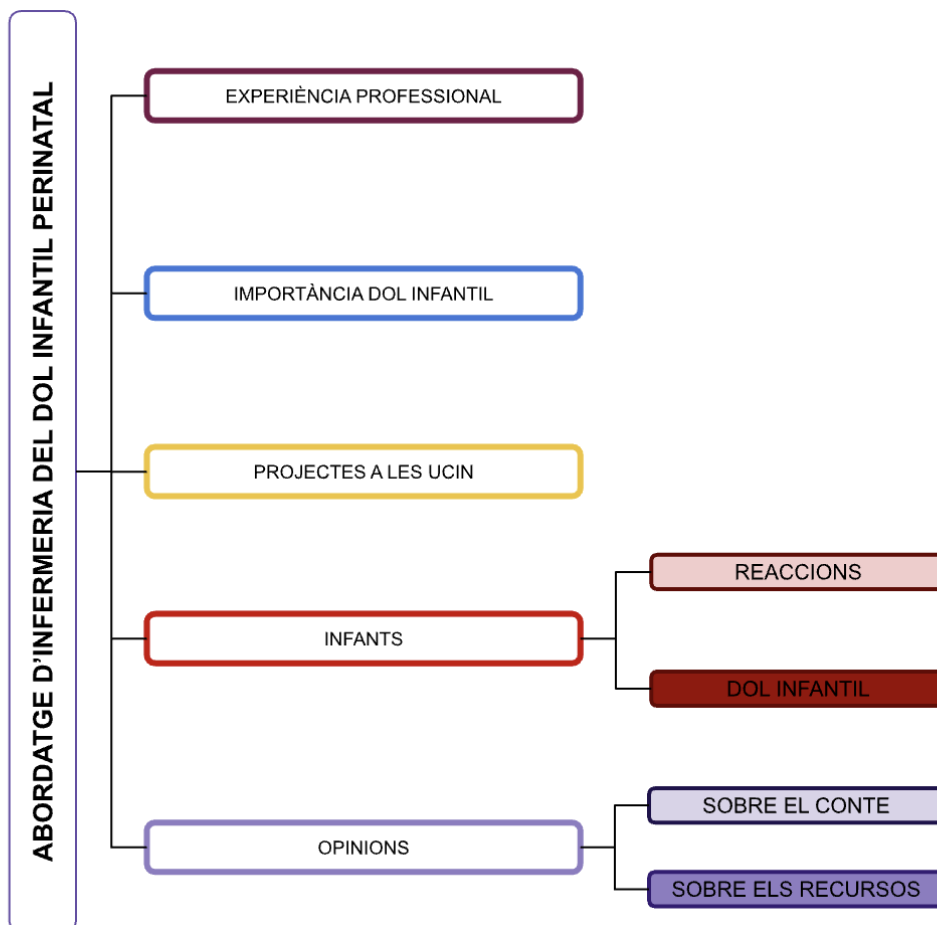 ABORDATGE D'INFERMERIA DEL DOL INFANTIL PERINATAL
EXPERIÈNCIA PROFESSIONAL
IMPORTÀNCIA DOL INFANTIL
PROJECTES A LES UCIN
INFANTS
REACCIONS
DOL INFANTIL
OPINIONS
SOBRE EL CONTE
SOBRE ELS RECURSOS